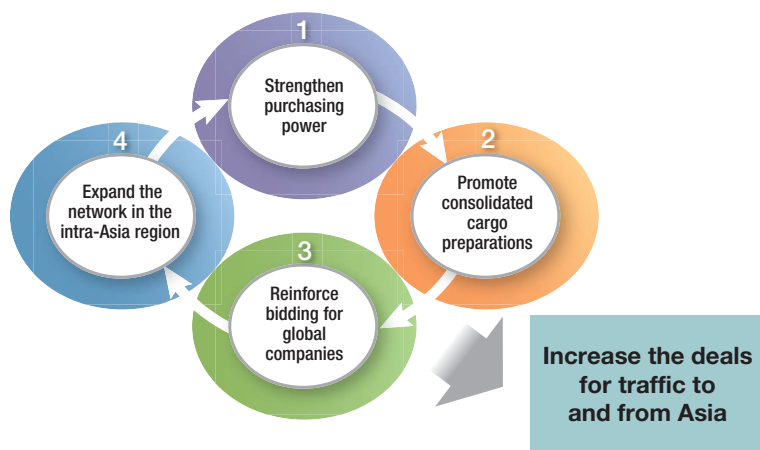 1
Strengthen
purchasing
power
2
Promote
consolidated
cargo
preparations
3
Reinforce
bidding for
global
companies
4
Expand the
network in the
intra-Asia region
Increase the deals
for traffic to
and from Asia